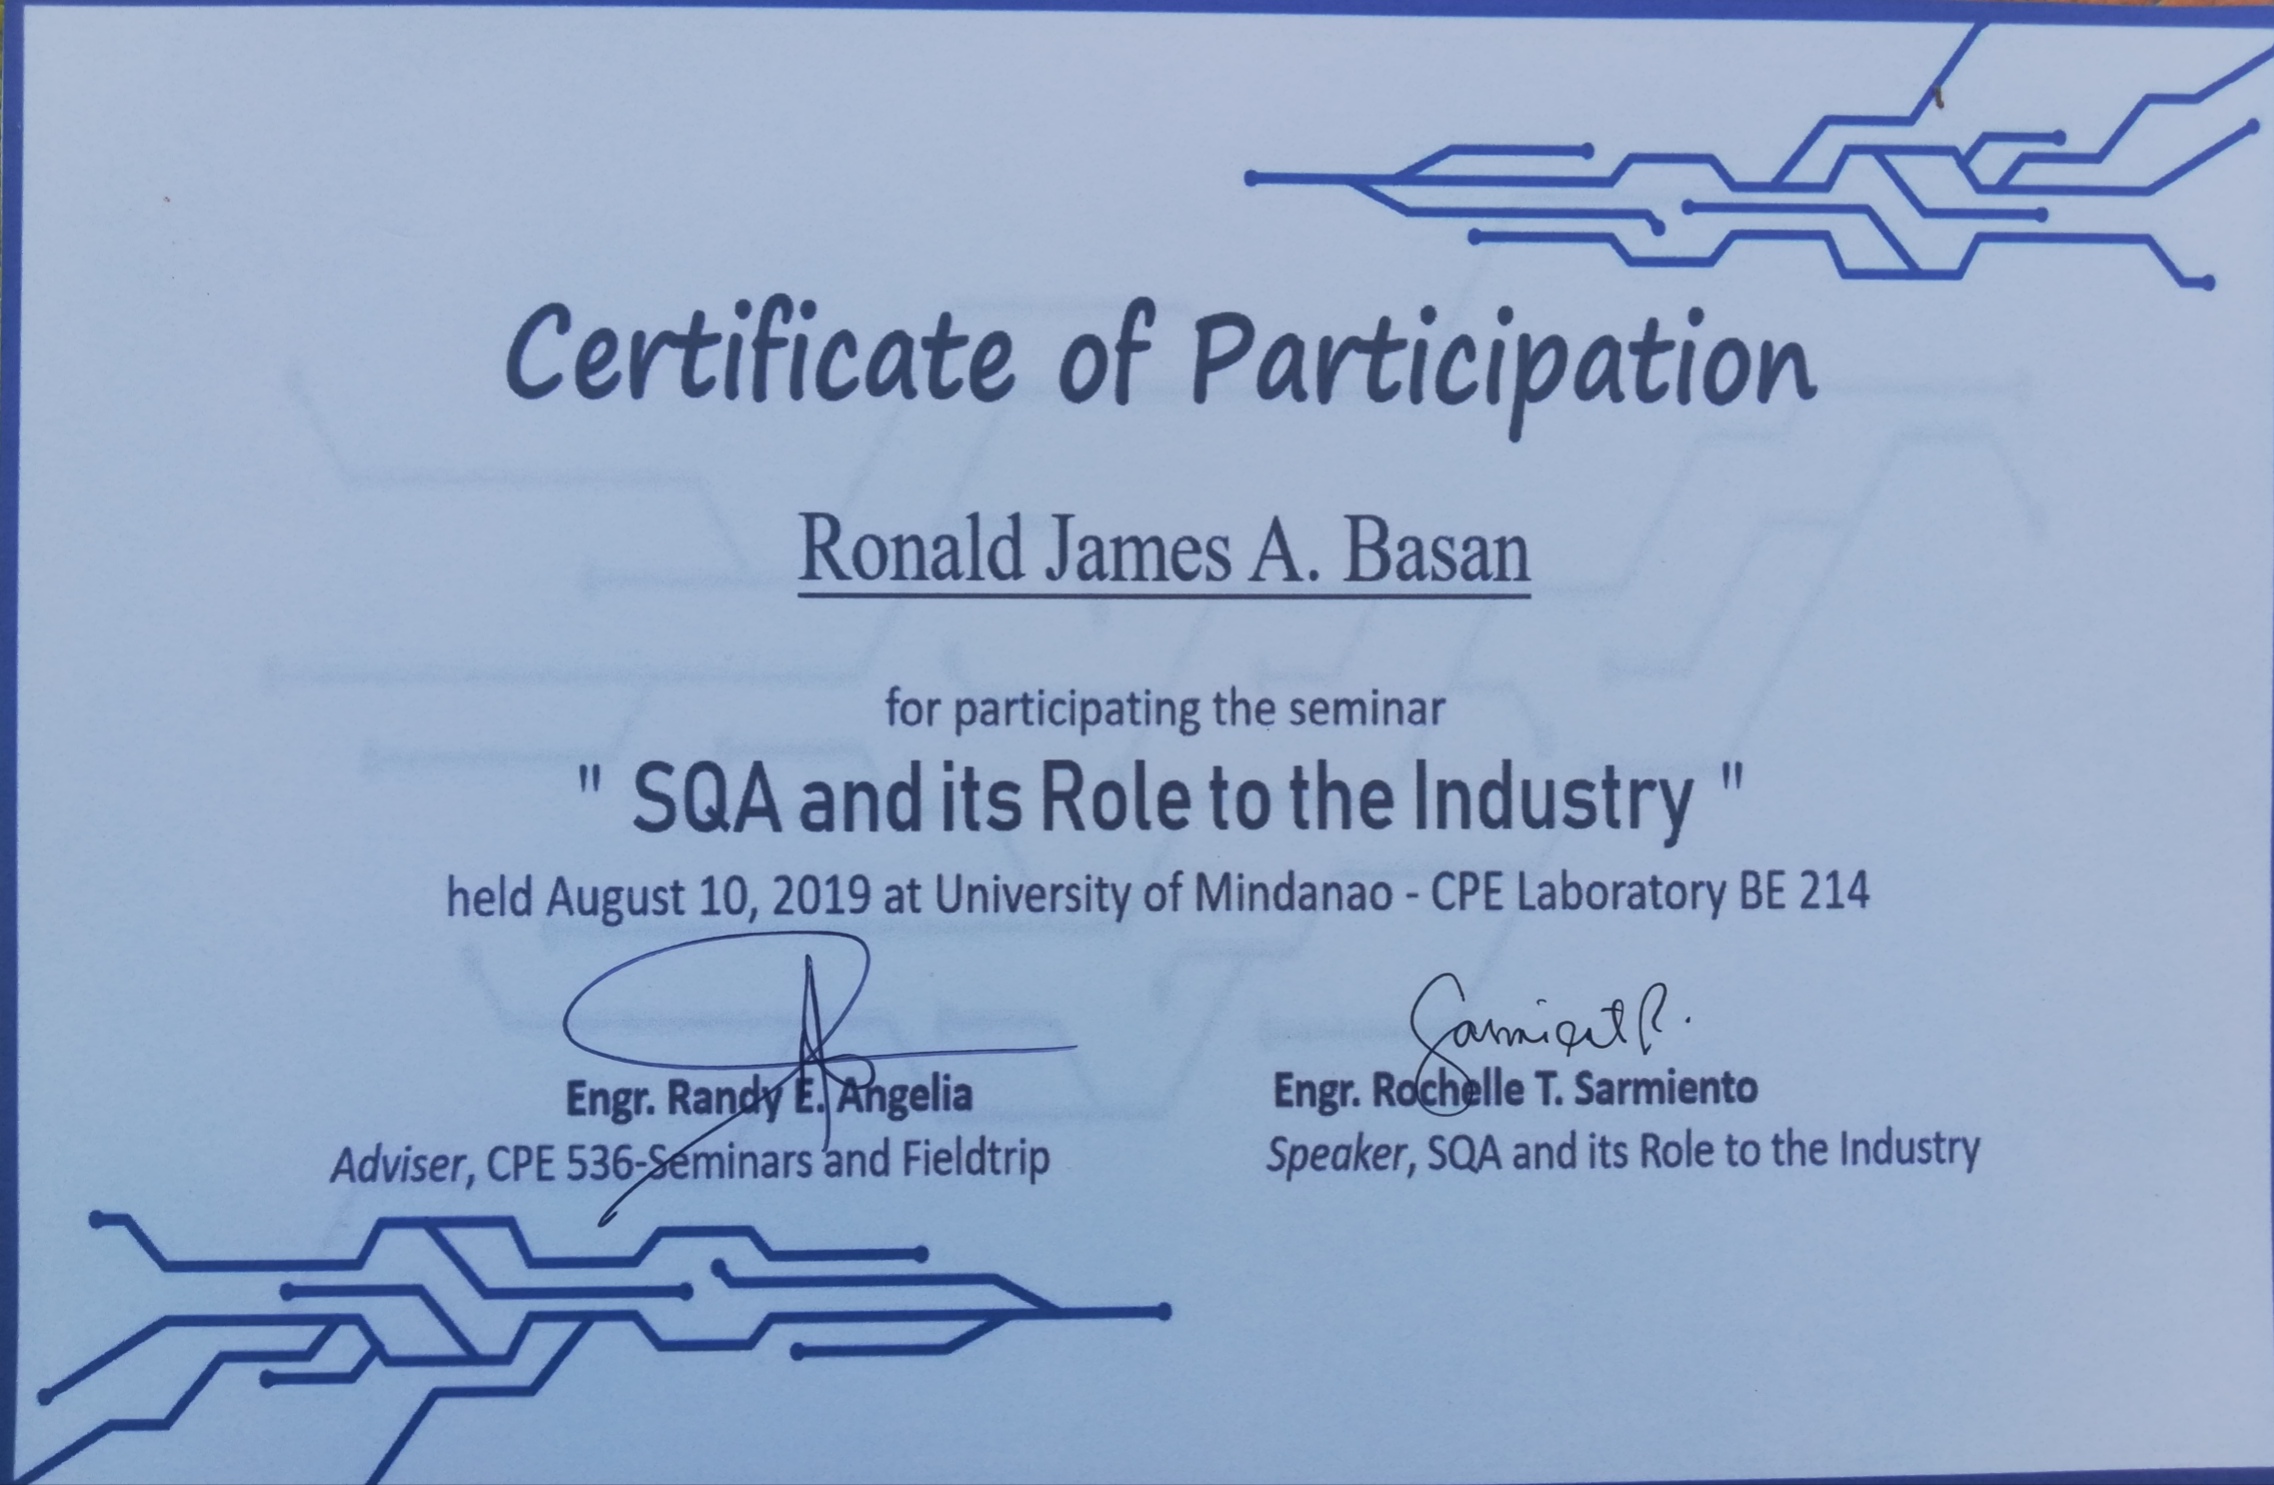 Certificate of Participation
Ronald James A. Basan
for participating the seminar
" SQA and its Role to the Industry "
held August 10, 2019 at University of Mindanao - CPE Laboratory BE 214
Sarmiento R.
Engr. Randy E. Angelia
Adviser, CPE 536-Seminars and Fieldtrip
Engr. Rochelle T. Sarmiento
Speaker, SQA and its Role to the Industry